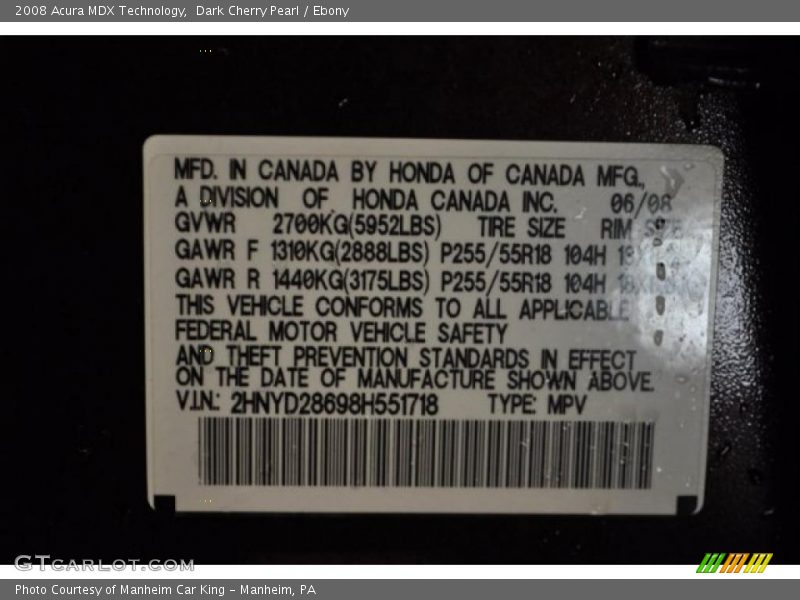 2008 Acura MDX Technology,  Dark Cherry Pearl / Ebony
MFD. IN CANADA BY HONDA OF CANADA MFG.,
A DIVISION OF HONDA CANADA INC. 06/08
GVWR 2700KG(5952LBS) TIRE SIZE RIM SIZE
GAWR F 1310KG(2888LBS) P255/55R18 104H
GAWR R 1440KG(3175LBS) P255/55R18 104H
THIS VEHICLE CONFORMS TO ALL APPLICABLE
FEDERAL MOTOR VEHICLE SAFETY
AND THEFT PREVENTION STANDARDS IN EFFECT
ON THE DATE OF MANUFACTURE SHOWN ABOVE.
V.I.N.: 2HNYD28698H551718 TYPE: MPV
GTcarlot.com
Photo Courtesy of Manheim Car King - Manheim, PA